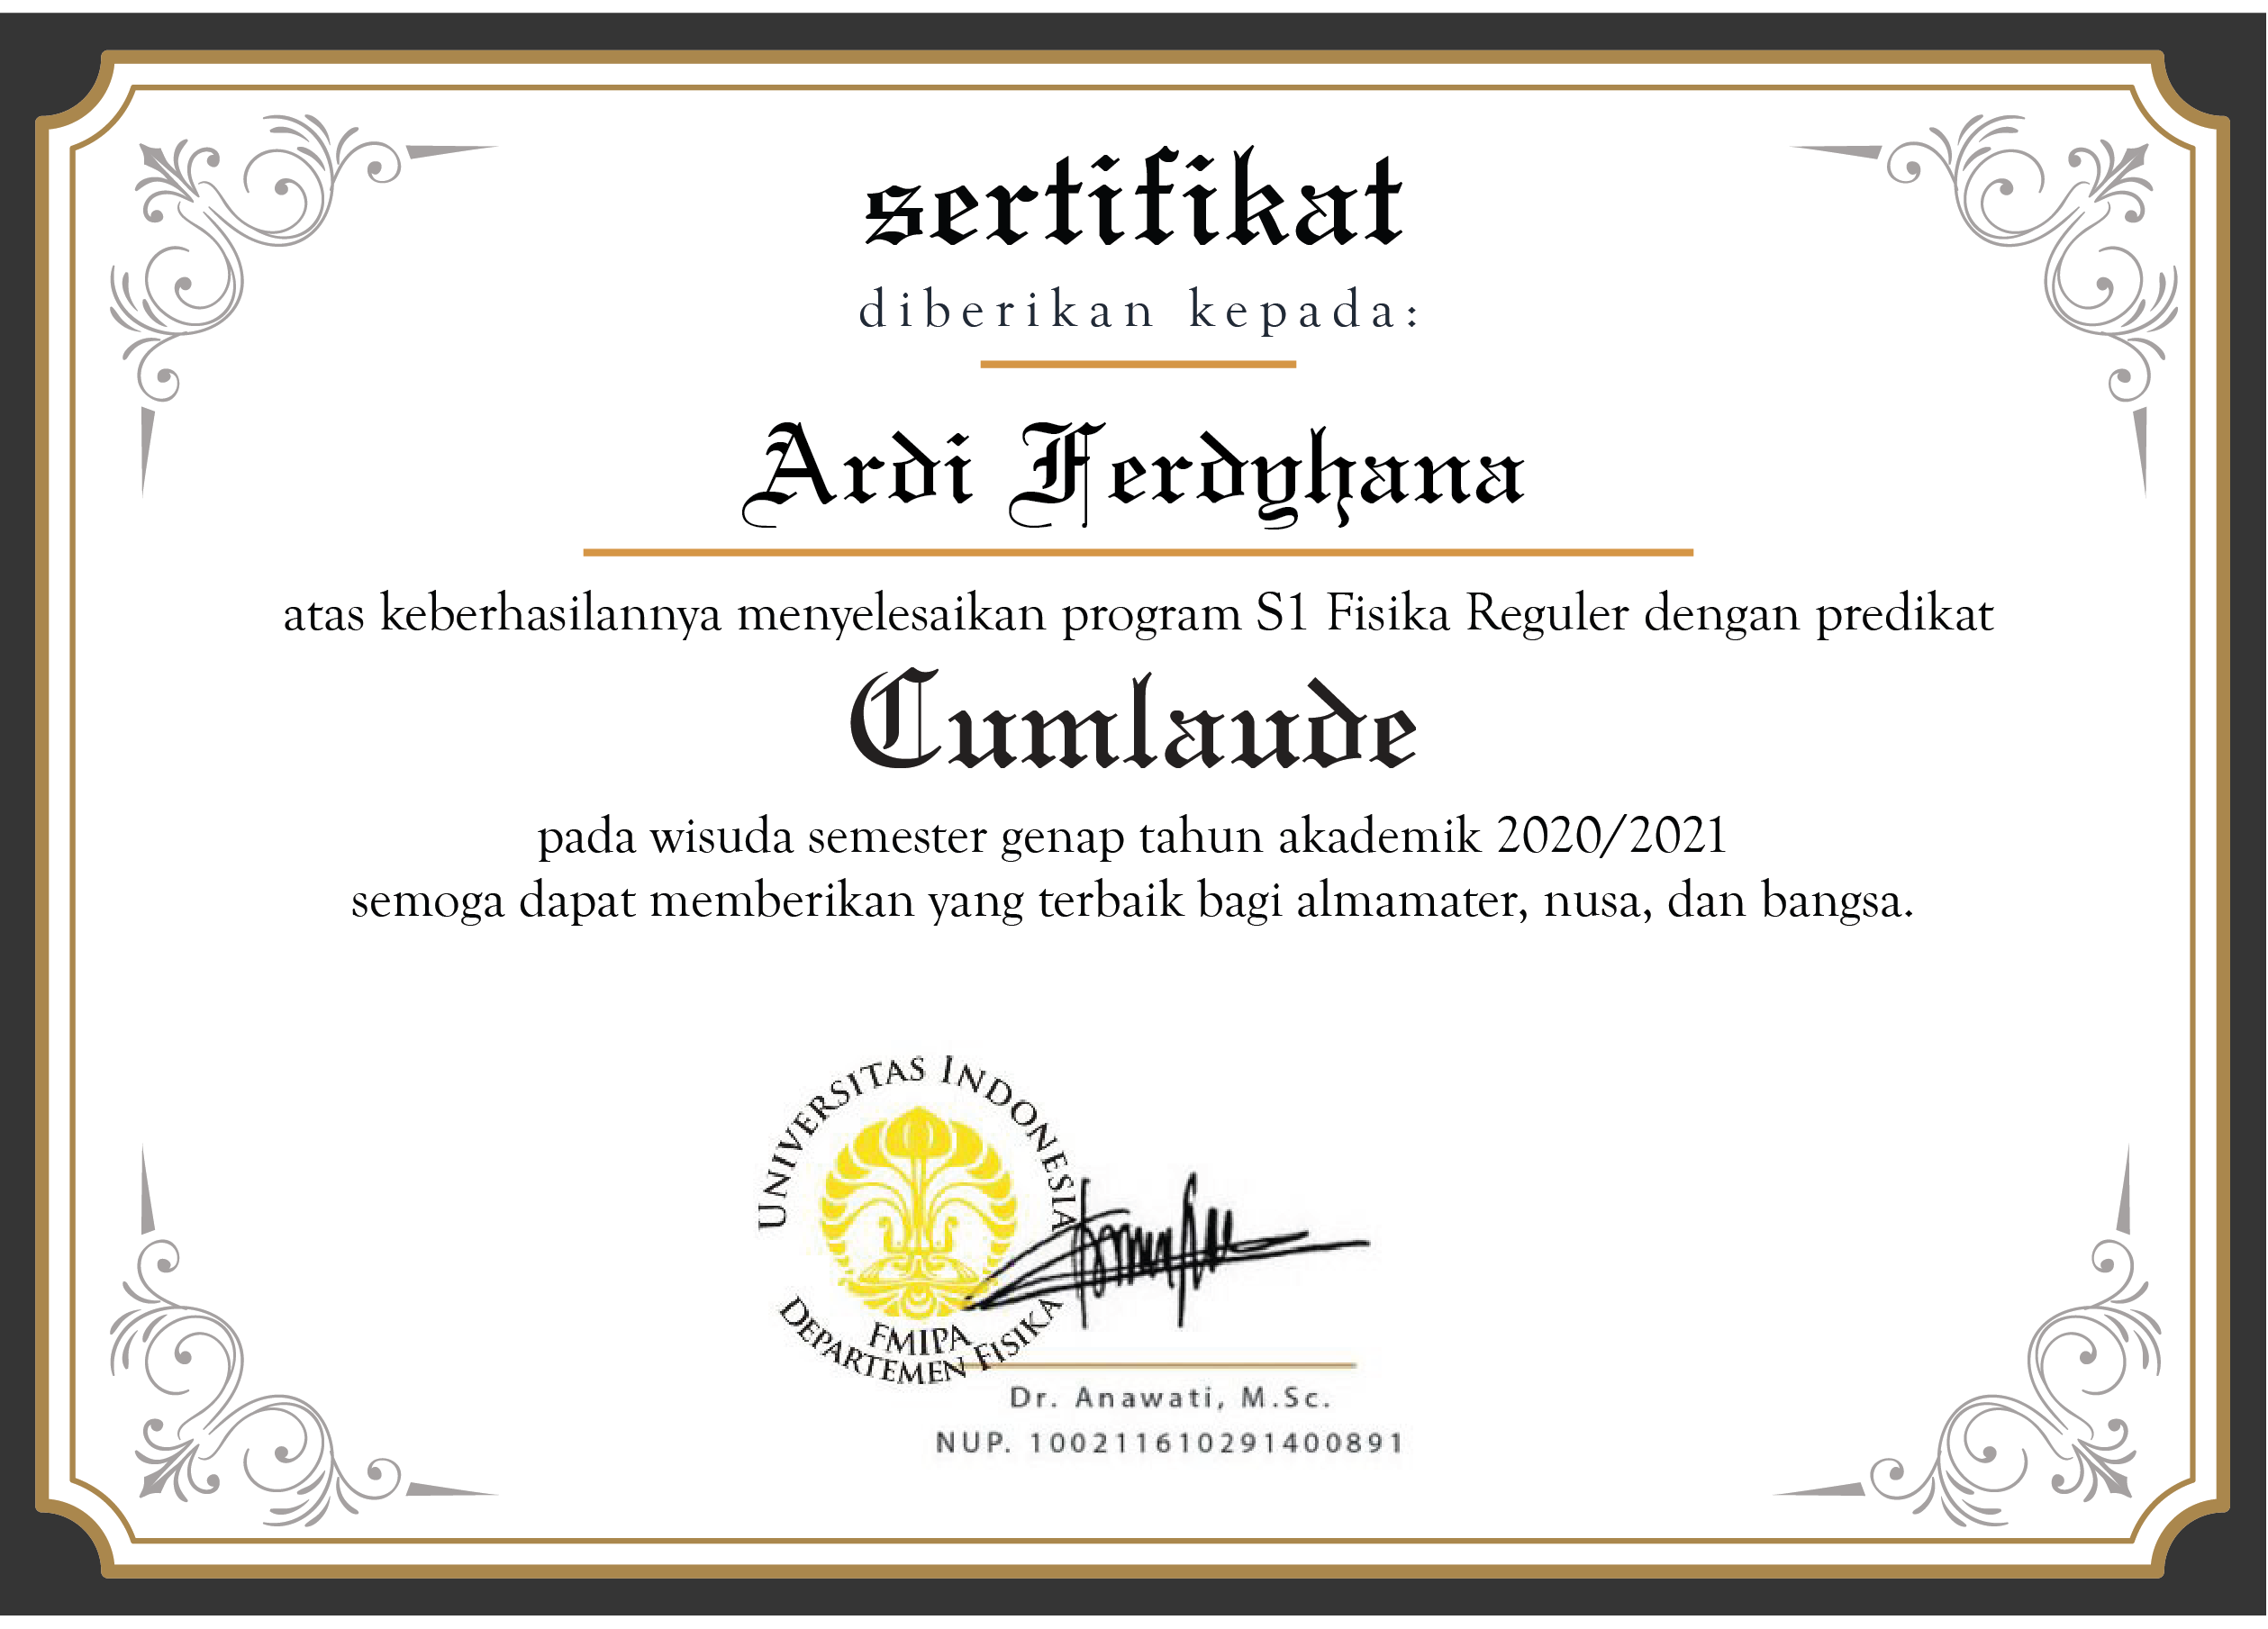 sertifikat
diberikan kepada:
Ardi Ferdyhana
atas keberhasilannya menyelesaikan program S1 Fisika Reguler dengan predikat
Cumlaude
pada wisuda semester genap tahun akademik 2020/2021
semoga dapat memberikan yang terbaik bagi almamater, nusa, dan bangsa.
UNIVERSITAS INDONESIA
FMIPA
DEPARTEMEN FISIKA
Dr. Anawati, M.Sc.
NUP. 100211610291400891